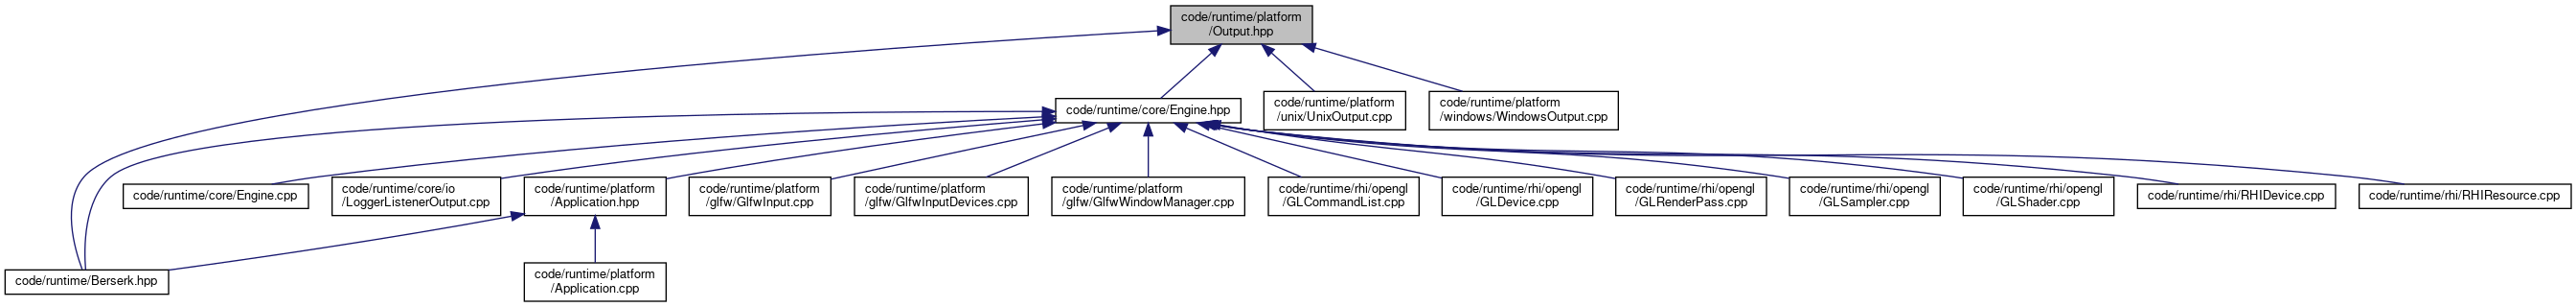 code/runtime/platform
/Output.hpp
code/runtime/core/Engine.hpp
code/runtime/platform
/unix/UnixOutput.cpp
code/runtime/platform
/windows/WindowsOutput.cpp
code/runtime/core/Engine.cpp
code/runtime/core/io
/LoggerListenerOutput.cpp
code/runtime/platform
/Application.hpp
code/runtime/platform
/glfw/GlfwInput.cpp
code/runtime/platform
/glfw/GlfwInputDevices.cpp
code/runtime/platform
/glfw/GlfwWindowManager.cpp
code/runtime/rhi/opengl
/GLCommandList.cpp
code/runtime/rhi/opengl
/GLDevice.cpp
code/runtime/rhi/opengl
/GLRenderPass.cpp
code/runtime/rhi/opengl
/GLSampler.cpp
code/runtime/rhi/opengl
/GLShader.cpp
code/runtime/rhi/RHIDevice.cpp
code/runtime/rhi/RHIResource.cpp
code/runtime/Berserk.hpp
code/runtime/platform
/Application.cpp